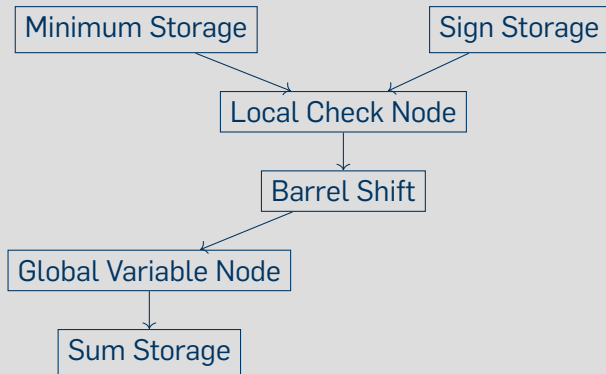 Minimum Storage
Sign Storage
Local Check Node
Barrel Shift
Global Variable Node
Sum Storage